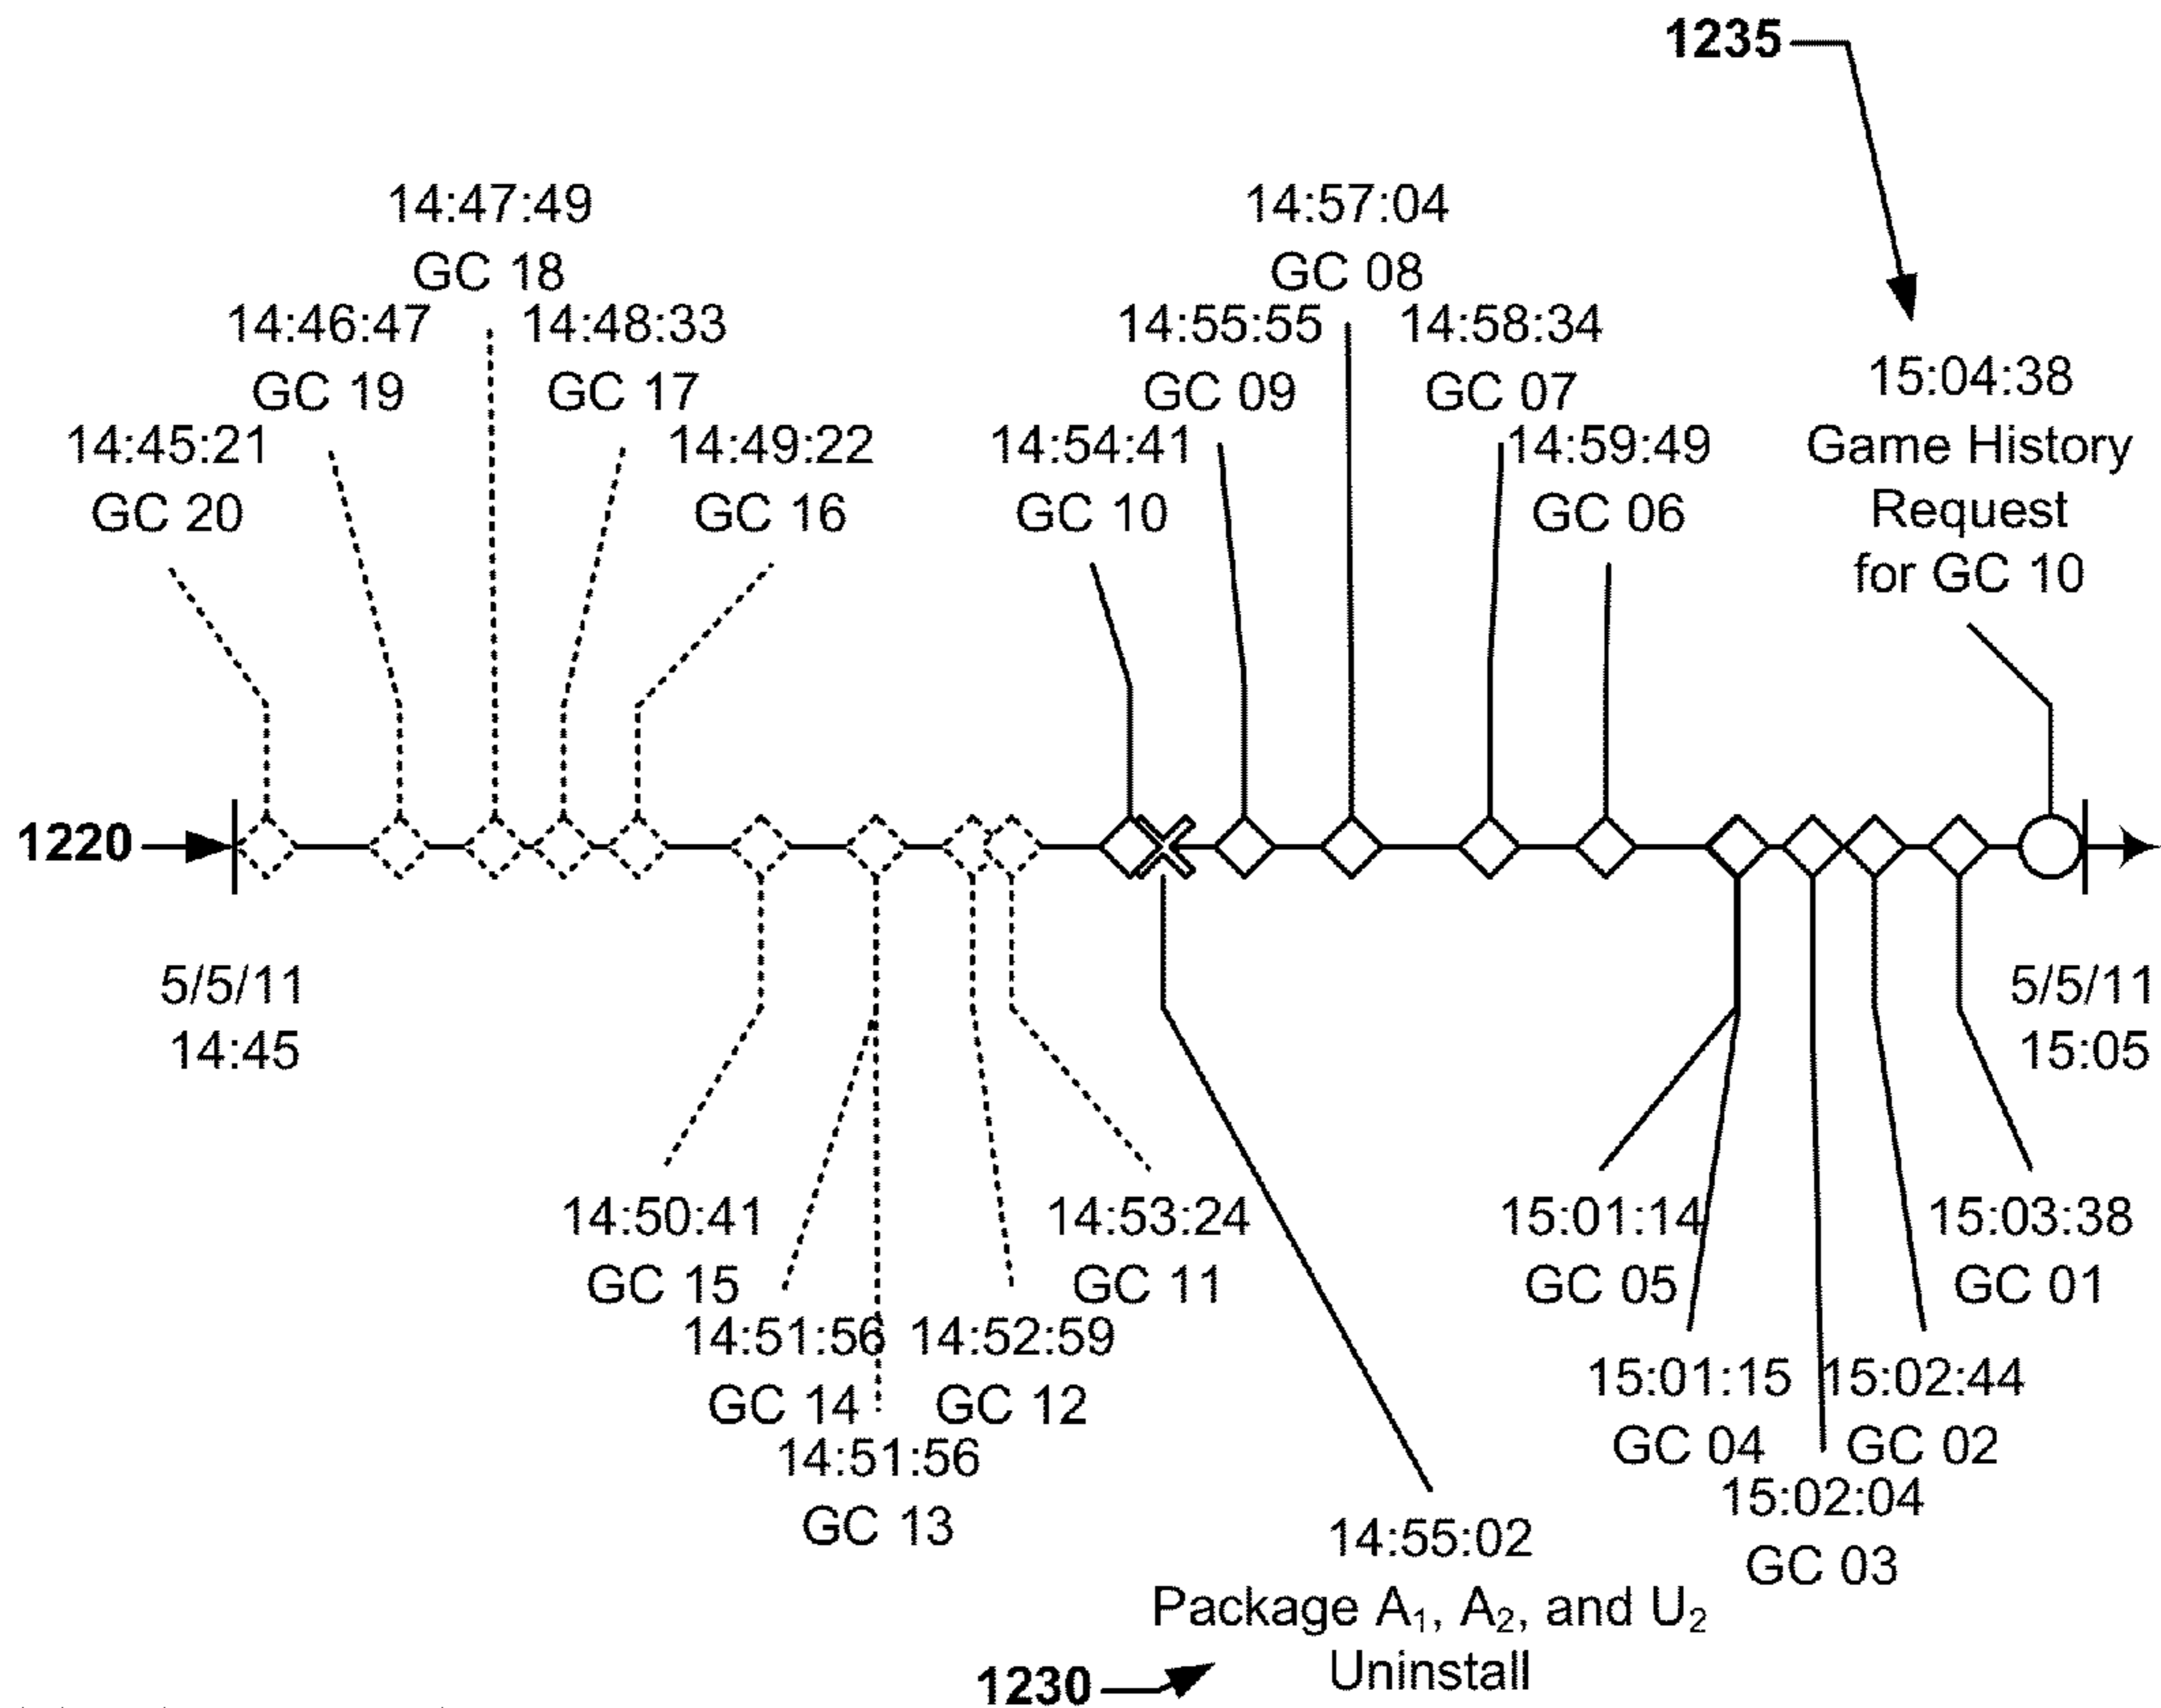 1235
14:47:49
GC 18
14:57:04
GC 08
14:46:47
GC 19
14:48:33
GC 17
14:55:55
GC 09
14:58:34
GC 07
15:04:38
Game History
Request
for GC 10
14:45:21
GC 20
14:49:22
GC 16
14:54:41
GC 10
14:59:49
GC 06
1220
5/5/11
14:45
5/5/11
15:05
14:50:41
GC 15
14:53:24
GC 11
15:01:14
GC 05
15:03:38
GC 01
14:51:56
GC 14
14:52:59
GC 12
15:01:15
GC 04
15:02:44
GC 02
14:51:56
GC 13
15:02:04
GC 03
14:55:02
Package A₁, A₂, and U₂
Uninstall
1230